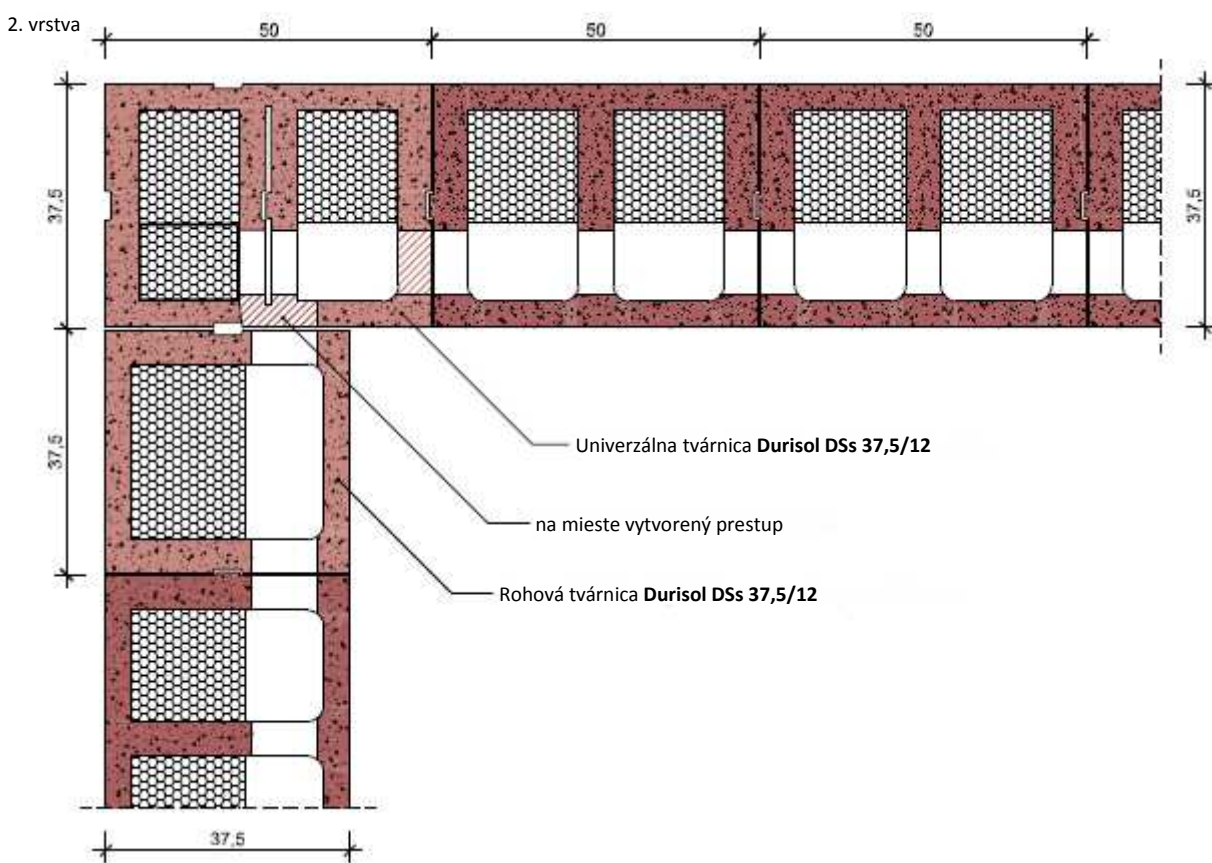 2. vrstva
50
50
50
37,5
37,5
37,5
Univerzálna tvárnica Durisol DSs 37,5/12
na mieste vytvorený prestup
Rohová tvárnica Durisol DSs 37,5/12
37,5